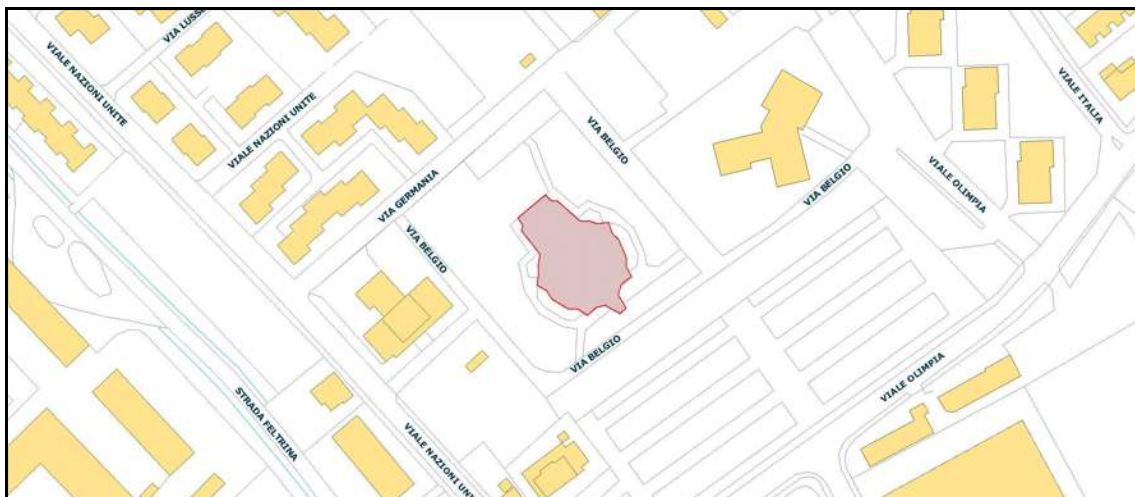 VIA LUSS
VIALE NAZIONI UNITE
VIALE NAZIONI UNITE
VIA GERMANIA
VIA BELGIO
VIA BELGIO
VIA BELGIO
VIA BELGIO
VIALE OLIMPIA
VIALE ITALIA
VIALE OLIMPIA
STRADA FELTRINA
VIALE NAZIONI UNI